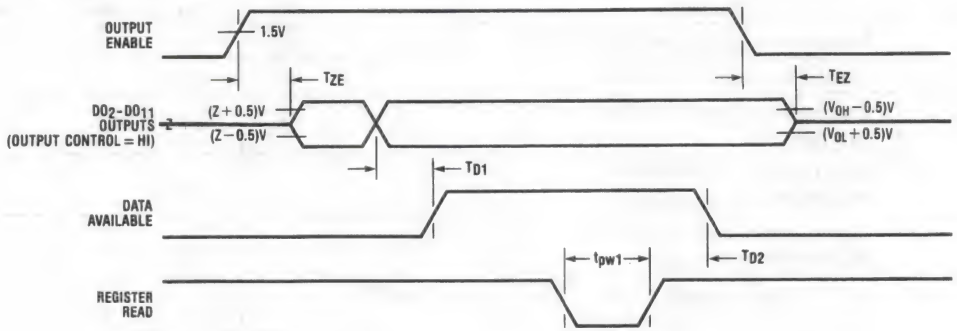 OUTPUT
ENABLE
1.5V
TZE
TEZ
DO2-DO11
OUTPUTS
(OUTPUT CONTROL = HI)
Z
(Z + 0.5)V
(Z - 0.5)V
(VOH - 0.5)V
(VOL + 0.5)V
TD1
DATA
AVAILABLE
tpw1
TD2
REGISTER
READ